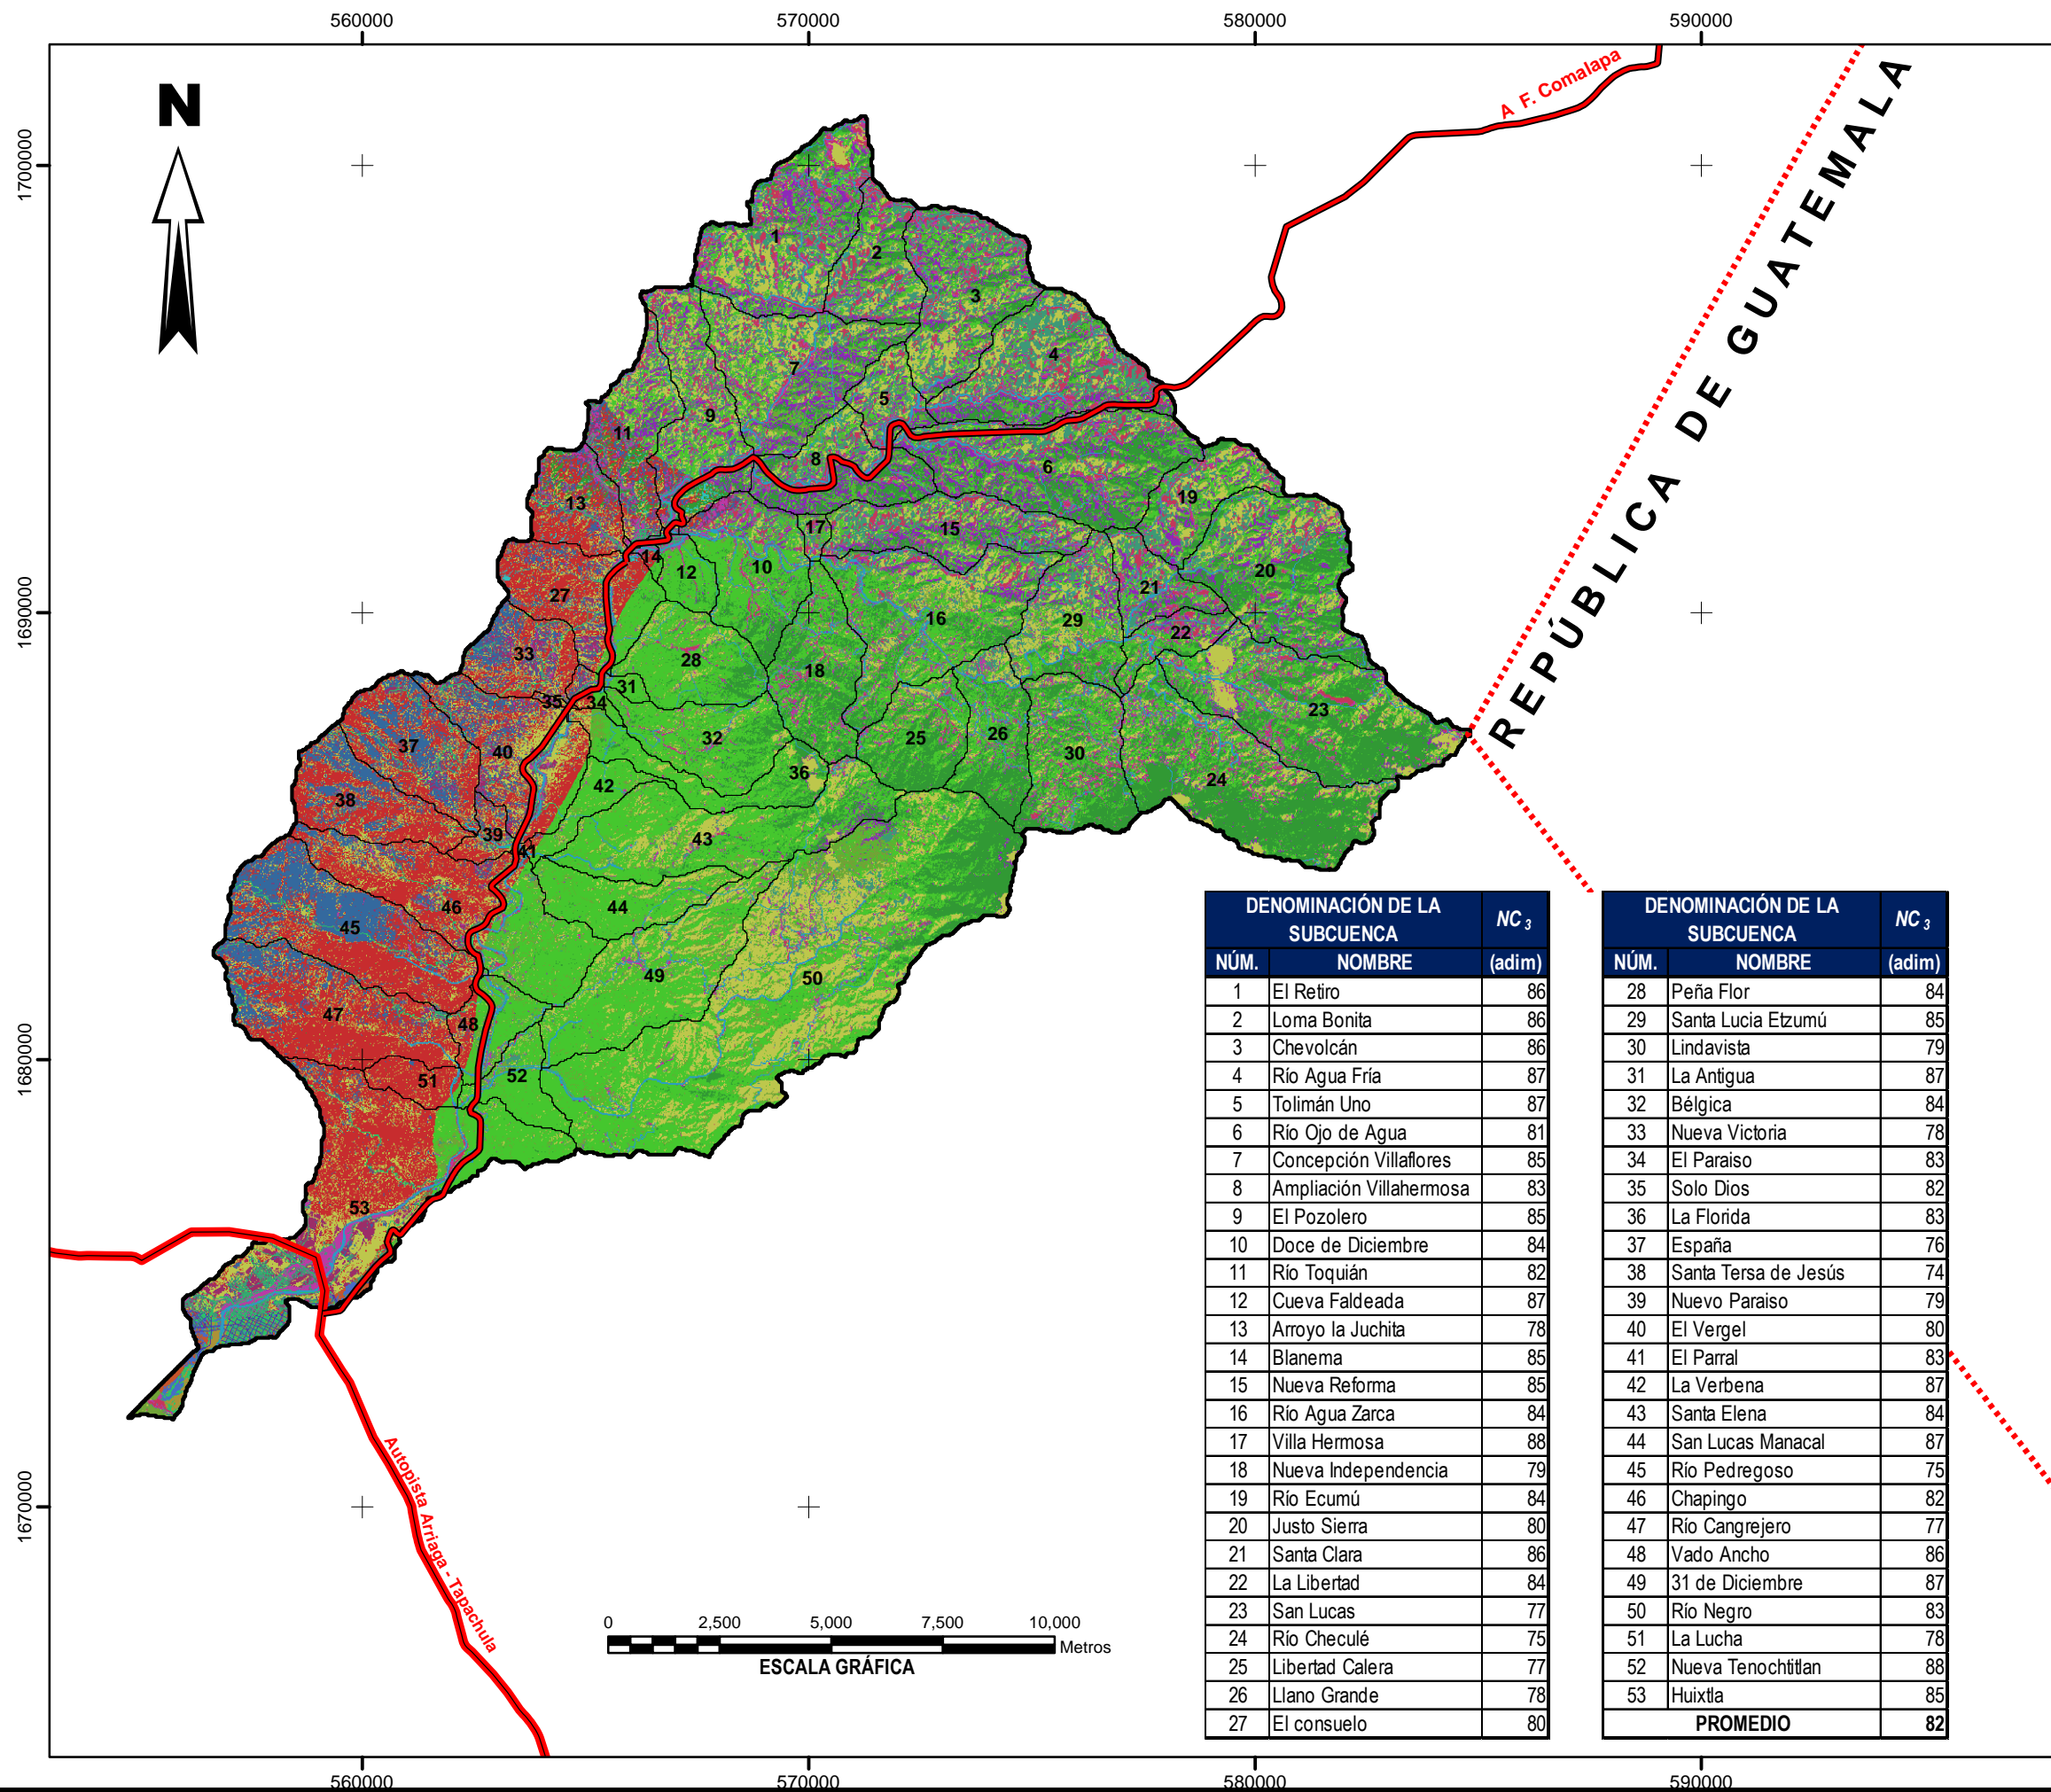 560000 570000 580000 590000
1700000
1690000
1680000
1670000
N
A F. Comalapa
REPÚBLICA DE GUATEMALA
1
2
3
4
7
5
9
11
8
6
13
19
17
15
14
12
10
20
21
27
16
29
22
33
28
18
31
35
34
23
37
40
32
25
26
30
36
24
42
38
39
43
41
46
44
45
49
50
47
48
51
52
53
Autopista Arriaga - Tapachula
0 2,500 5,000 7,500 10,000
Metros
ESCALA GRÁFICA
DENOMINACIÓN DE LA SUBCUENCA NC 3
NÚM. NOMBRE (adim)
1 El Retiro 86
2 Loma Bonita 86
3 Chevolcán 86
4 Río Agua Fría 87
5 Tolimán Uno 87
6 Río Ojo de Agua 81
7 Concepción Villaflores 85
8 Ampliación Villahermosa 83
9 El Pozolero 85
10 Doce de Diciembre 84
11 Río Toquián 82
12 Cueva Faldeada 87
13 Arroyo la Juchita 78
14 Blanema 85
15 Nueva Reforma 85
16 Río Agua Zarca 84
17 Villa Hermosa 88
18 Nueva Independencia 79
19 Río Ecumú 84
20 Justo Sierra 80
21 Santa Clara 86
22 La Libertad 84
23 San Lucas 77
24 Río Checulé 75
25 Libertad Calera 77
26 Llano Grande 78
27 El consuelo 80
DENOMINACIÓN DE LA SUBCUENCA NC 3
NÚM. NOMBRE (adim)
28 Peña Flor 84
29 Santa Lucia Etzumú 85
30 Lindavista 79
31 La Antigua 87
32 Bélgica 84
33 Nueva Victoria 78
34 El Paraiso 83
35 Solo Dios 82
36 La Florida 83
37 España 76
38 Santa Tersa de Jesús 74
39 Nuevo Paraiso 79
40 El Vergel 80
41 El Parral 83
42 La Verbena 87
43 Santa Elena 84
44 San Lucas Manacal 87
45 Río Pedregoso 75
46 Chapingo 82
47 Río Cangrejero 77
48 Vado Ancho 86
49 31 de Diciembre 87
50 Río Negro 83
51 La Lucha 78
52 Nueva Tenochtitlan 88
53 Huixtla 85
PROMEDIO 82
560000 570000 580000 590000